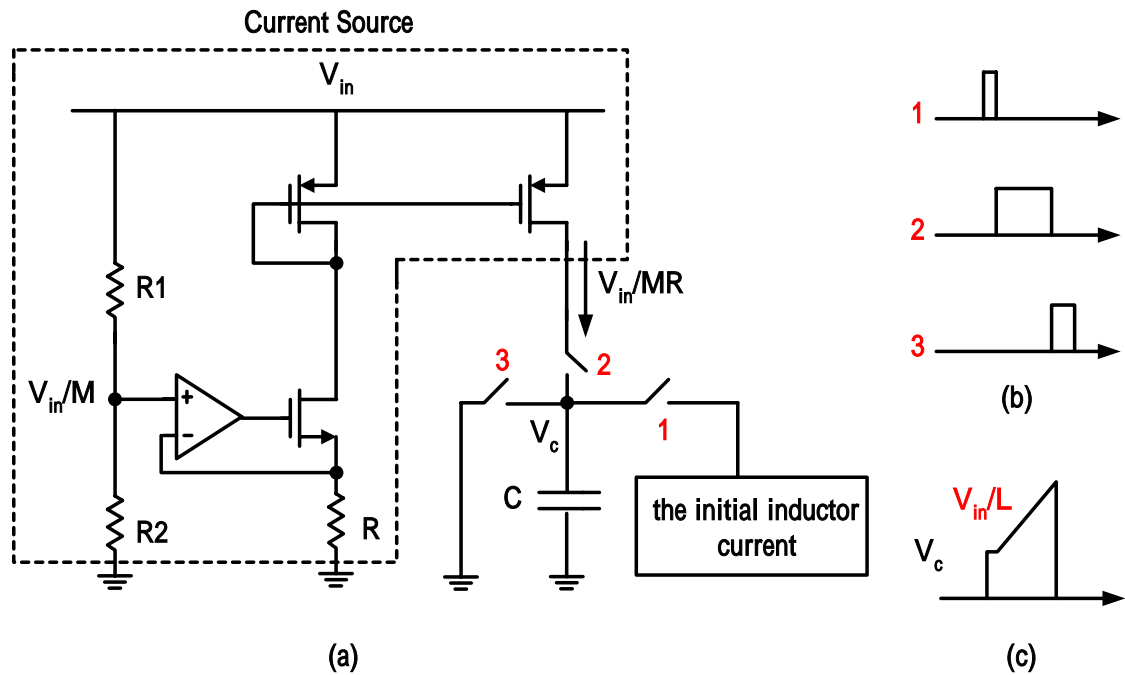 Current Source
Vin
R1
Vin/M
+
-
R2
R
Vin/MR
3
2
1
Vc
C
the initial inductor
current
(a)
1
2
3
(b)
Vin/L
Vc
(c)